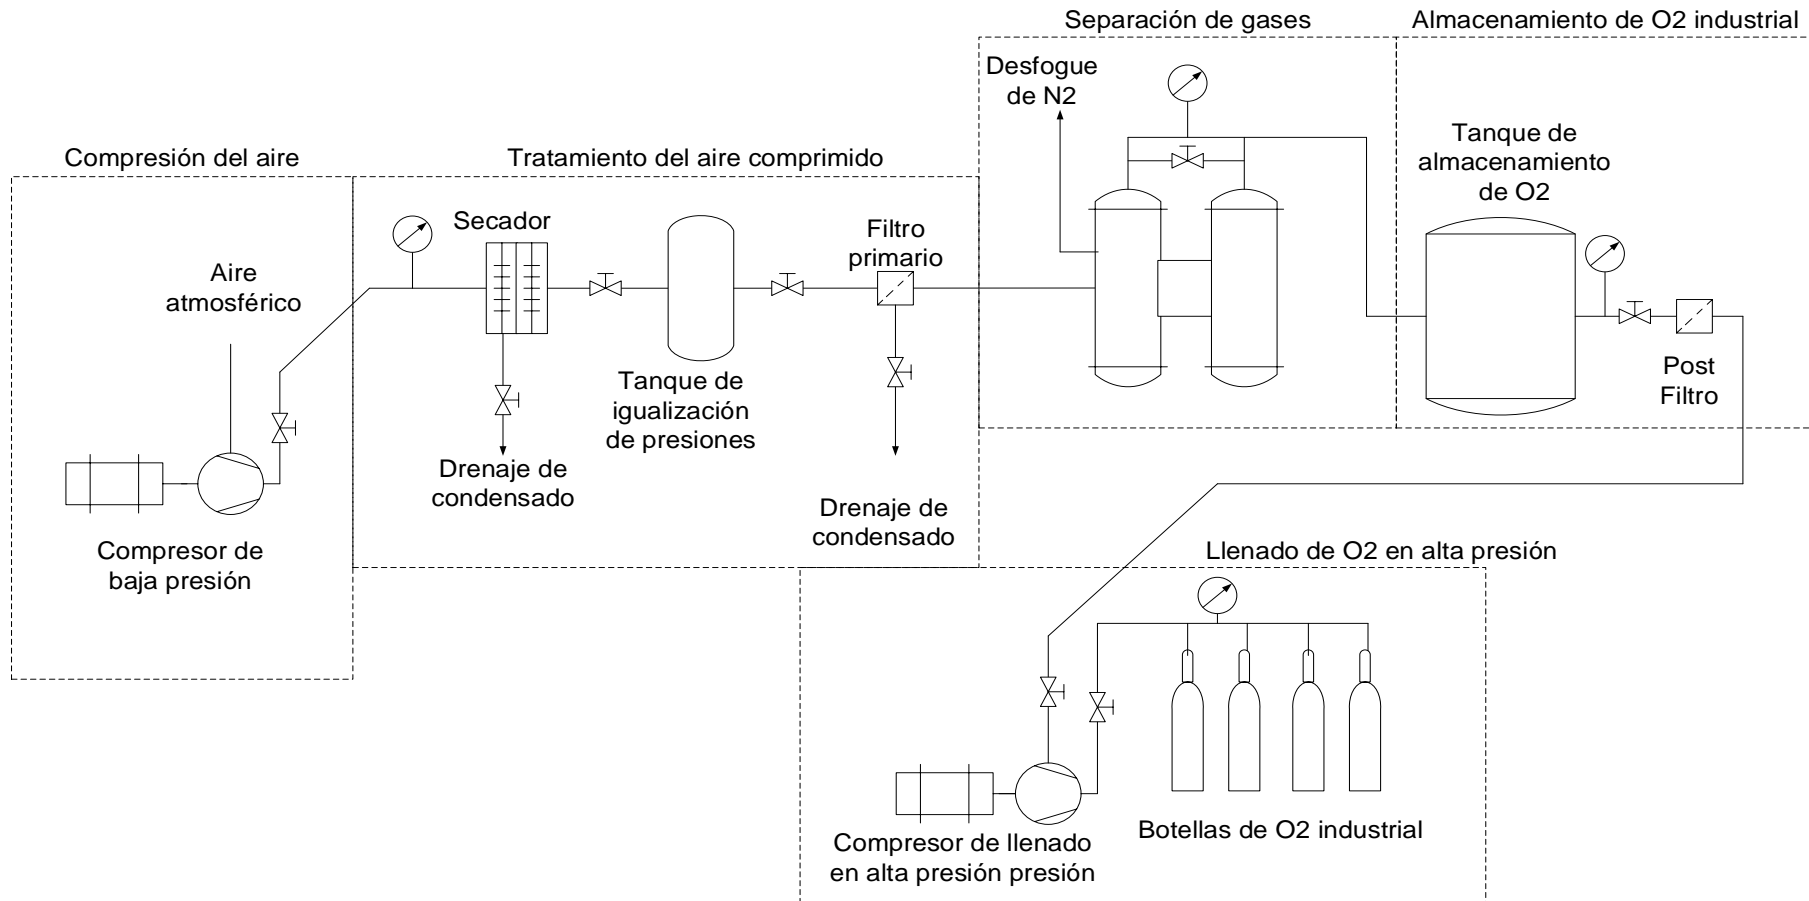 Separación de gases
Almacenamiento de O2 industrial
Desfogue
de N2
Tanque de
almacenamiento
de O2
Compresión del aire
Tratamiento del aire comprimido
Secador
Filtro
primario
Aire
atmosférico
Tanque de
igualización
de presiones
Post
Filtro
Drenaje de
condensado
Drenaje de
condensado
Compresor de
baja presión
Llenado de O2 en alta presión
Compresor de llenado
en alta presión presión
Botellas de O2 industrial